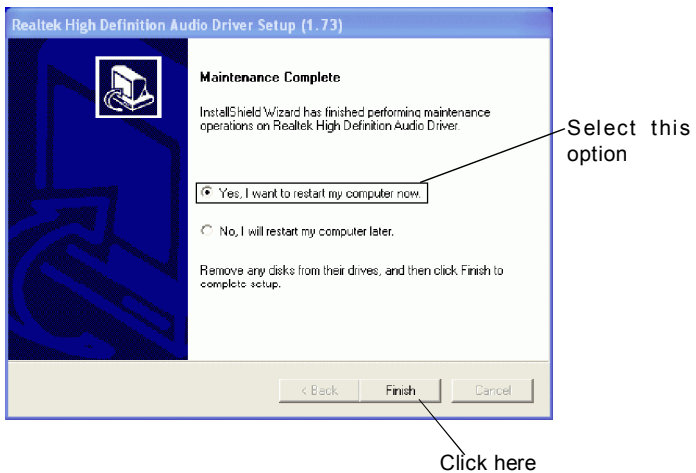 Realtek High Definition Audio Driver Setup (1.73)
Maintenance Complete
InstallShield Wizard has finished performing maintenance
operations on Realtek High Definition Audio Driver.
Select this
option
Yes, I want to restart my computer now.
No, I will restart my computer later.
Remove any disks from their drives, and then click Finish to
complete setup.
< Back
Finish
Cancel
Click here